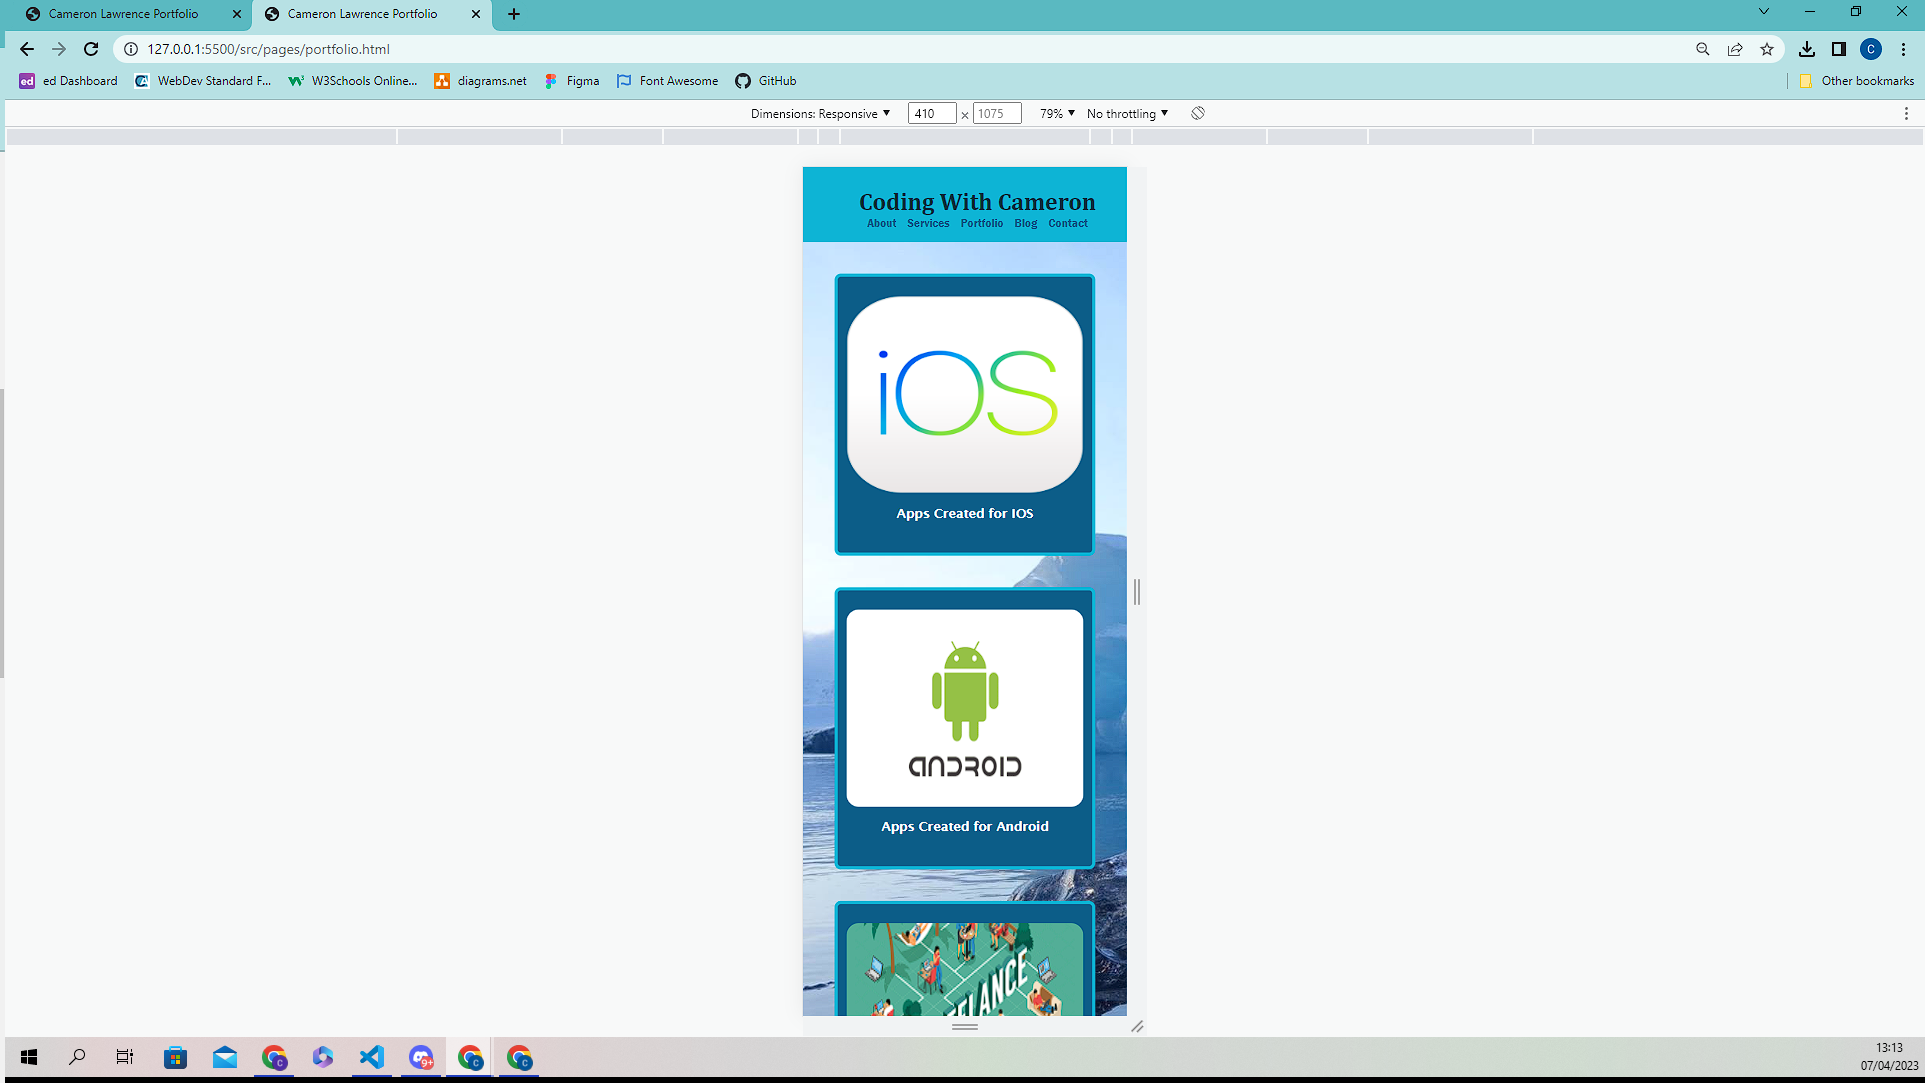 Cameron Lawrence Portfolio
Cameron Lawrence Portfolio
127.0.0.1:5500/src/pages/portfolio.html
C
ed
ed Dashboard
WebDev Standard F...
W3Schools Online...
diagrams.net
Figma
Font Awesome
GitHub
Other bookmarks
Dimensions: Responsive
410
×
1075
79%
No throttling
Coding With Cameron
About
Services
Portfolio
Blog
Contact
iOS
Apps Created for IOS
ANDROID
Apps Created for Android
ELANCE
9+
13:13
07/04/2023